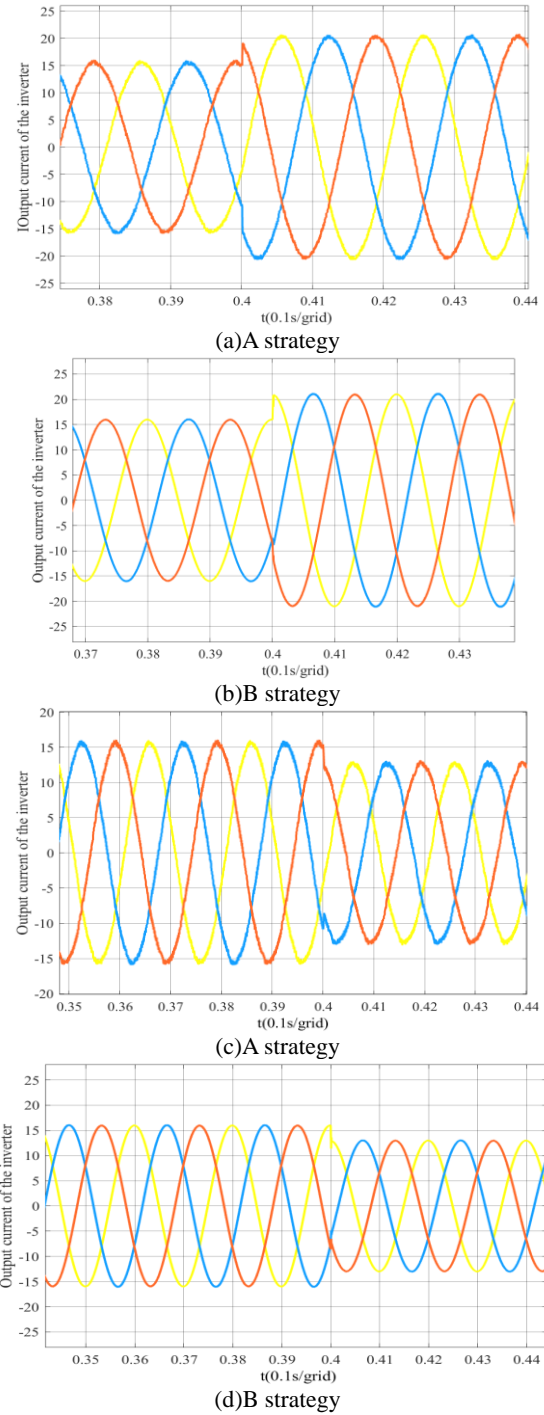 IOutput current of the inverter
25
20
15
10
5
0
-5
-10
-15
-20
-25
0.38 0.39 0.4 0.41 0.42 0.43 0.44
t(0.1s/grid)
(a)A strategy
Output current of the inverter
25
20
15
10
5
0
-5
-10
-15
-20
-25
0.37 0.38 0.39 0.4 0.41 0.42 0.43
t(0.1s/grid)
(b)B strategy
Output current of the inverter
20
15
10
5
0
-5
-10
-15
-20
0.35 0.36 0.37 0.38 0.39 0.4 0.41 0.42 0.43 0.44
t(0.1s/grid)
(c)A strategy
Output current of the inverter
25
20
15
10
5
0
-5
-10
-15
-20
-25
0.35 0.36 0.37 0.38 0.39 0.4 0.41 0.42 0.43 0.44
t(0.1s/grid)
(d)B strategy